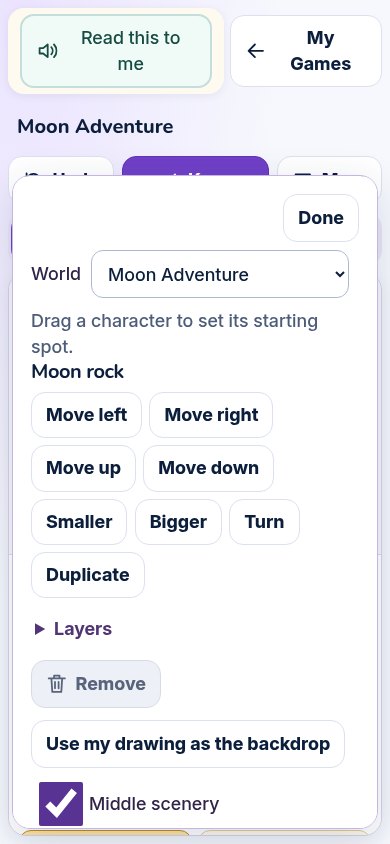 Read this to
me
My
Games
Moon Adventure
Done
World
Moon Adventure
Drag a character to set its starting
spot.
Moon rock
Move left
Move right
Move up
Move down
Smaller
Bigger
Turn
Duplicate
Layers
Remove
Use my drawing as the backdrop
Middle scenery